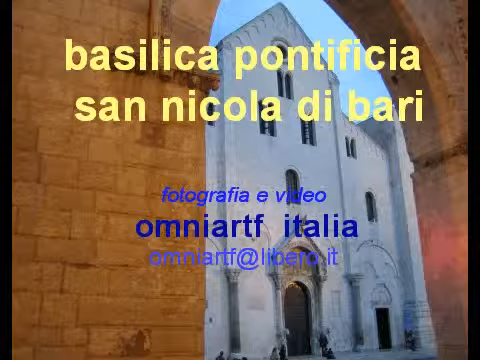 basilica pontificia
san nicola di bari
fotografia e video
omniartf italia
omniartf@libero.it